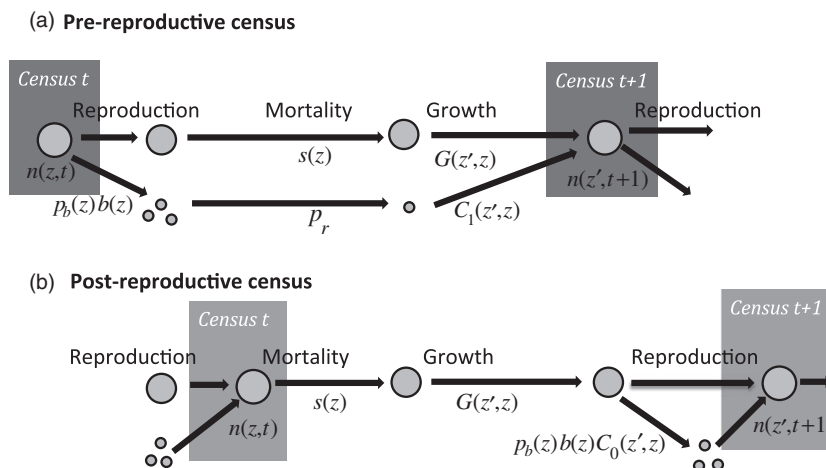 (a) Pre-reproductive census
Census t
Census t+1
Reproduction
Mortality
Growth
Reproduction
s(z)
G(z′,z)
n(z,t)
n(z′,t+1)
p_b(z)b(z)
p_r
C_1(z′,z)
(b) Post-reproductive census
Census t
Census t+1
Reproduction
Mortality
Growth
Reproduction
s(z)
G(z′,z)
n(z,t)
n(z′,t+1
p_b(z)b(z)C_0(z′,z)